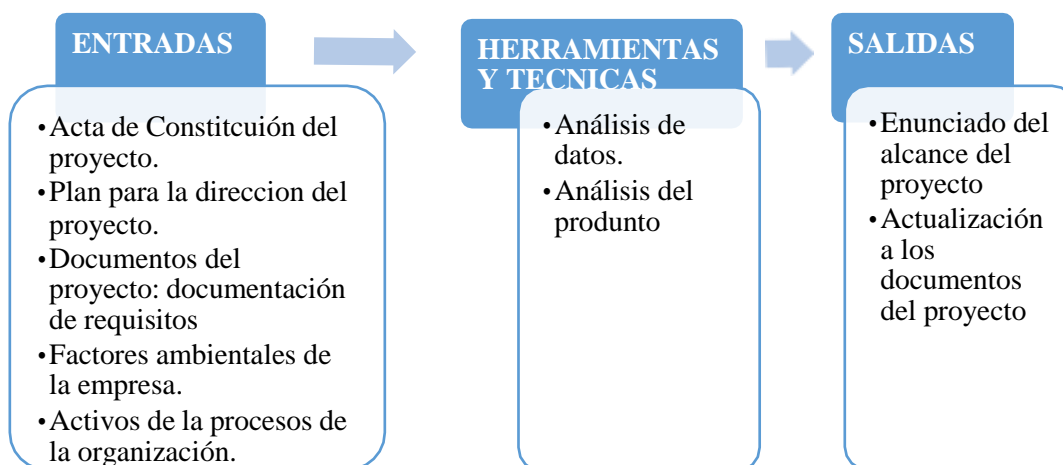 ENTRADAS
•Acta de Constitcuión del
proyecto.
•Plan para la direccion del
proyecto.
•Documentos del
proyecto: documentación
de requisitos
•Factores ambientales de
la empresa.
•Activos de la procesos de
la organización.
HERRAMIENTAS
Y TECNICAS
•Análisis de
datos.
•Análisis del
produnto
SALIDAS
•Enunciado del
alcance del
proyecto
•Actualización
a los
documentos
del proyecto